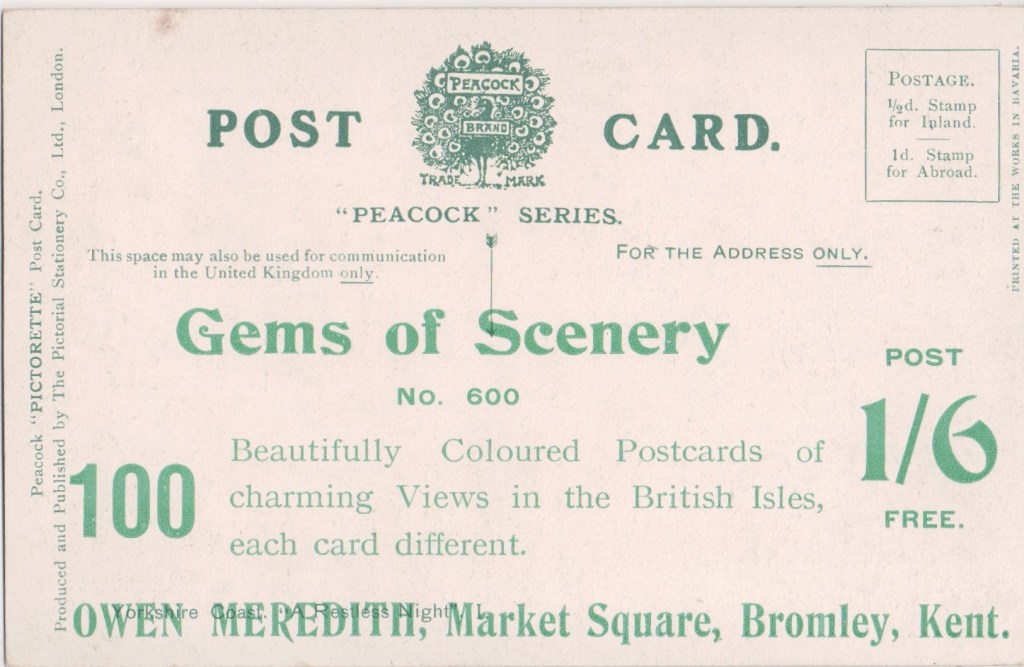 POST CARD.
PEACOCK
BRAND
TRADE MARK
"PEACOCK" SERIES.
POSTAGE.
½d. Stamp
for Inland.
1d. Stamp
for Abroad.
PRINTED AT THE WORKS IN BAVARIA.
Peacock "PICTORETTE" Post Card.
Produced and Published by The Pictorial Stationery Co., Ltd., London.
This space may also be used for communication
in the United Kingdom only.
FOR THE ADDRESS ONLY.
Gems of Scenery
No. 600
100
Beautifully Coloured Postcards of
charming Views in the British Isles,
each card different.
POST
1/6
FREE.
Yorkshire Coast. "A Restless Night" I.
OWEN MEREDITH, Market Square, Bromley, Kent.